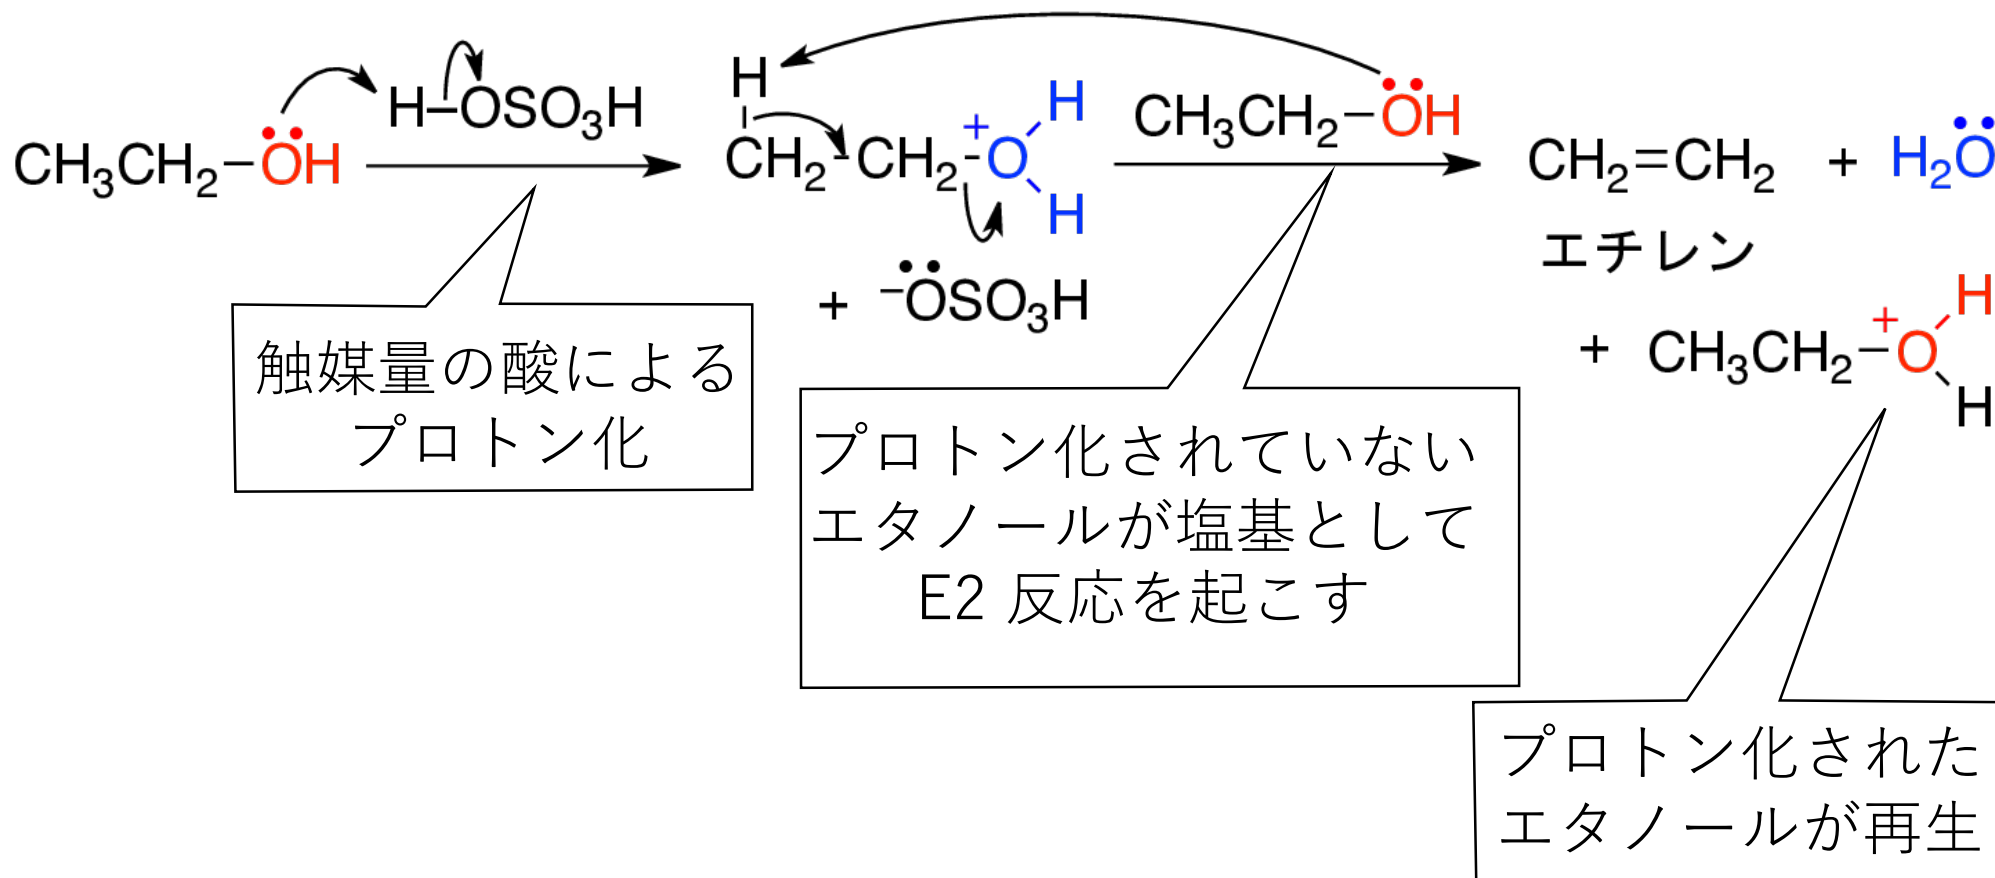 CH₃CH₂−OH
H−OSO₃H
H
CH₂-CH₂-O⁺
H
H
+ ⁻OSO₃H
CH₃CH₂−OH
CH₂=CH₂ + H₂O
エチレン
+ CH₃CH₂−O⁺
H
H
触媒量の酸による
プロトン化
プロトン化されていない
エタノールが塩基として
E2 反応を起こす
プロトン化された
エタノールが再生